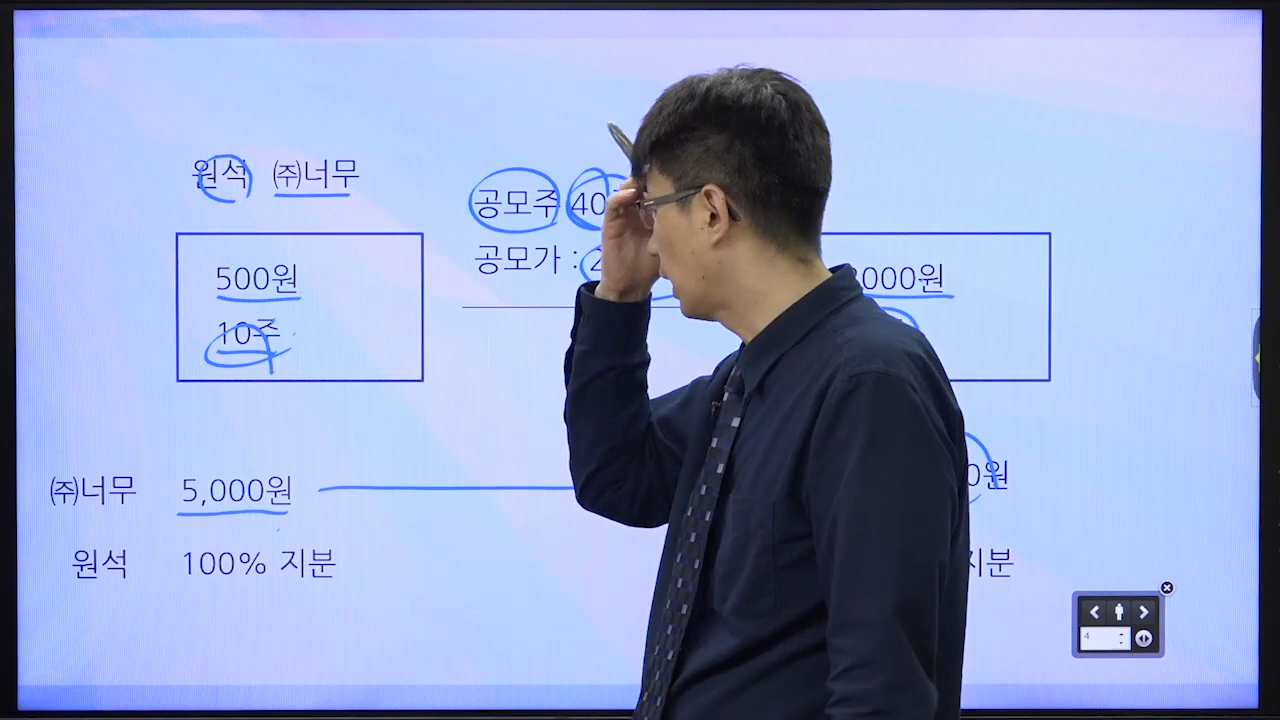 원석 ㈜너무
500원
10주
공모주 40
공모가 :
000원
㈜너무 5,000원
0원
원석 100% 지분
지분
4